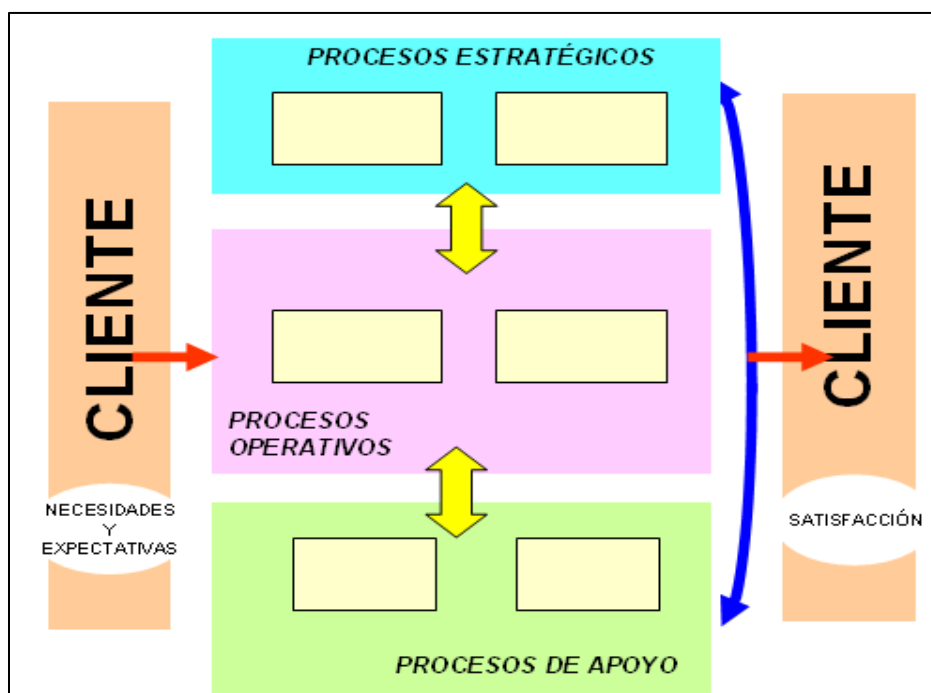 PROCESOS ESTRATÉGICOS
CLIENTE
NECESIDADES
Y
EXPECTATIVAS
PROCESOS
OPERATIVOS
PROCESOS DE APOYO
CLIENTE
SATISFACCIÓN